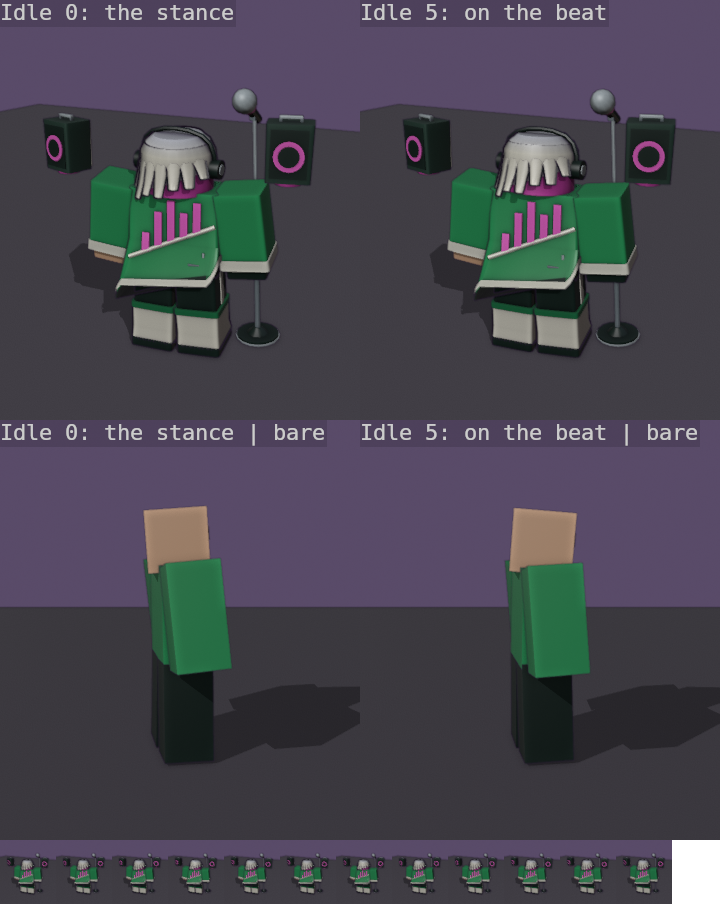 Idle 0: the stance
Idle 5: on the beat
Idle 0: the stance | bare
Idle 5: on the beat | bare